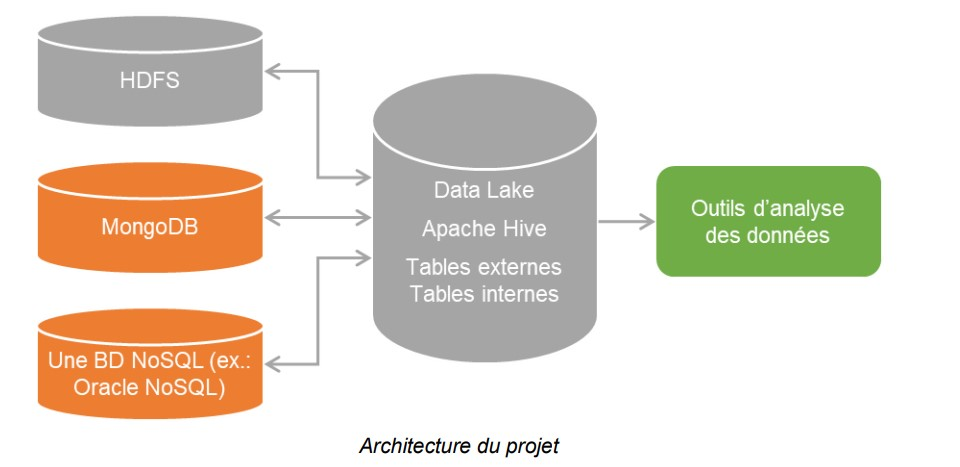 HDFS
MongoDB
Une BD NoSQL (ex.:
Oracle NoSQL)
Data Lake
Apache Hive
Tables externes
Tables internes
Outils d’analyse
des données
Architecture du projet